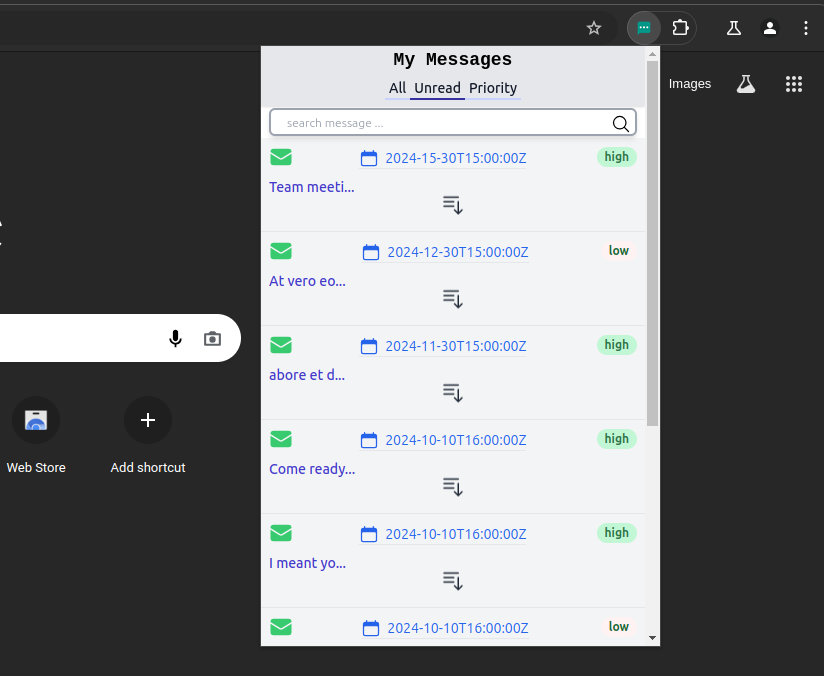 Images
My Messages
All Unread Priority
search message ...
2024-15-30T15:00:00Z high
Team meeti...
2024-12-30T15:00:00Z low
At vero eo...
2024-11-30T15:00:00Z high
abore et d...
2024-10-10T16:00:00Z high
Come ready...
2024-10-10T16:00:00Z high
I meant yo...
2024-10-10T16:00:00Z low
Web Store
Add shortcut